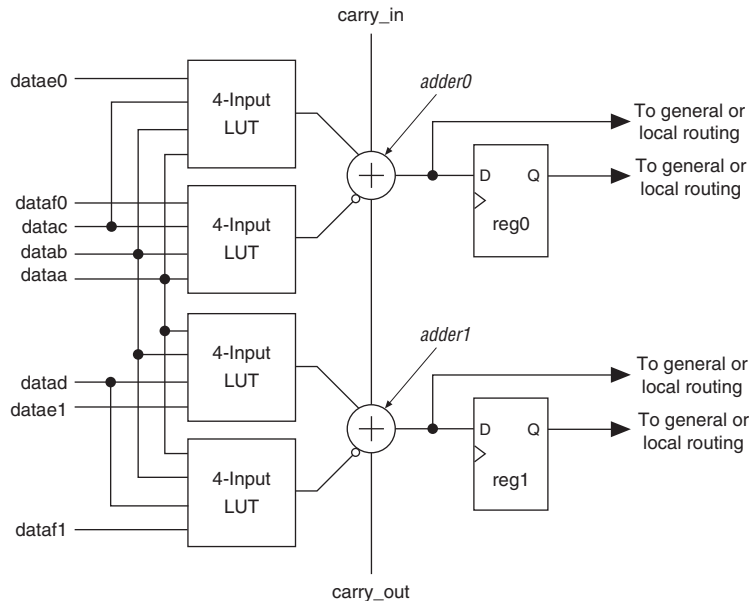 carry_in
datae0
4-Input
LUT
adder0
To general or
local routing
To general or
local routing
D Q
reg0
dataf0
datac
datab
dataa
4-Input
LUT
4-Input
LUT
adder1
To general or
local routing
datad
datae1
To general or
local routing
D Q
reg1
4-Input
LUT
dataf1
carry_out